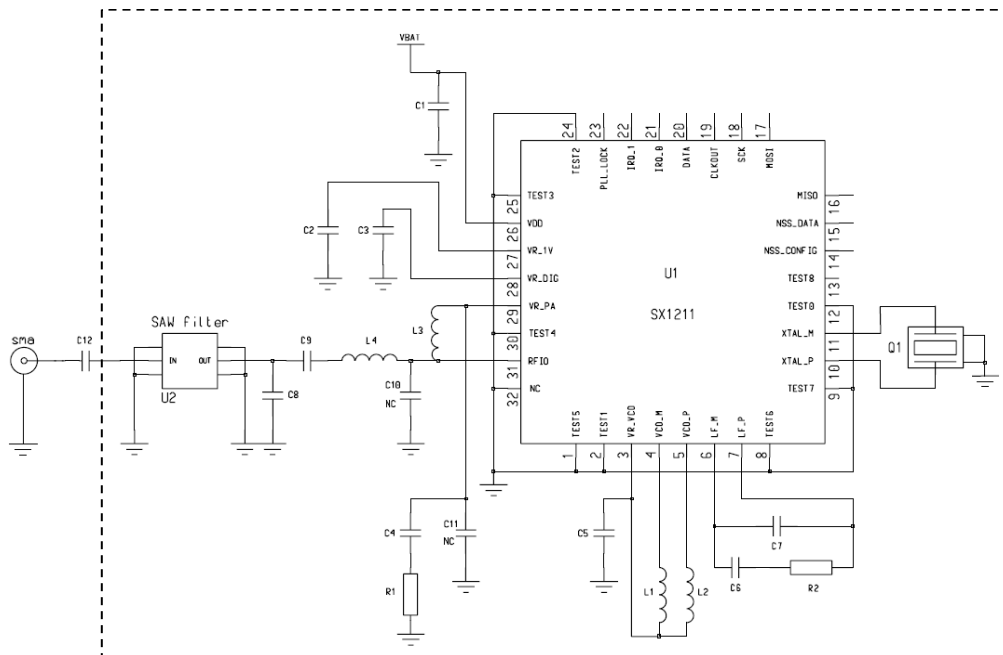 VBAT
C1
24
23
22
21
20
19
18
17
TEST2
PLL_LOCK
IRQ_1
IRQ_0
DATA
CLKOUT
SCK
MOSI
TEST3
25
VDD
26
VR_1V
27
VR_DIG
28
VR_PA
29
TEST4
30
RFIO
31
NC
32
MISO
16
NSS_DATA
15
NSS_CONFIG
14
TEST8
13
TEST0
12
XTAL_M
11
XTAL_P
10
TEST7
9
U1
SX1211
C2
C3
L3
Q1
SAW Filter
sma
C12
IN
OUT
U2
C9
L4
C8
C10
NC
TEST5
TEST1
VR_VCO
VCO_M
VCO_P
LF_M
LF_P
TEST6
1
2
3
4
5
6
7
8
C4
C11
NC
R1
C5
L1
L2
C7
C6
R2